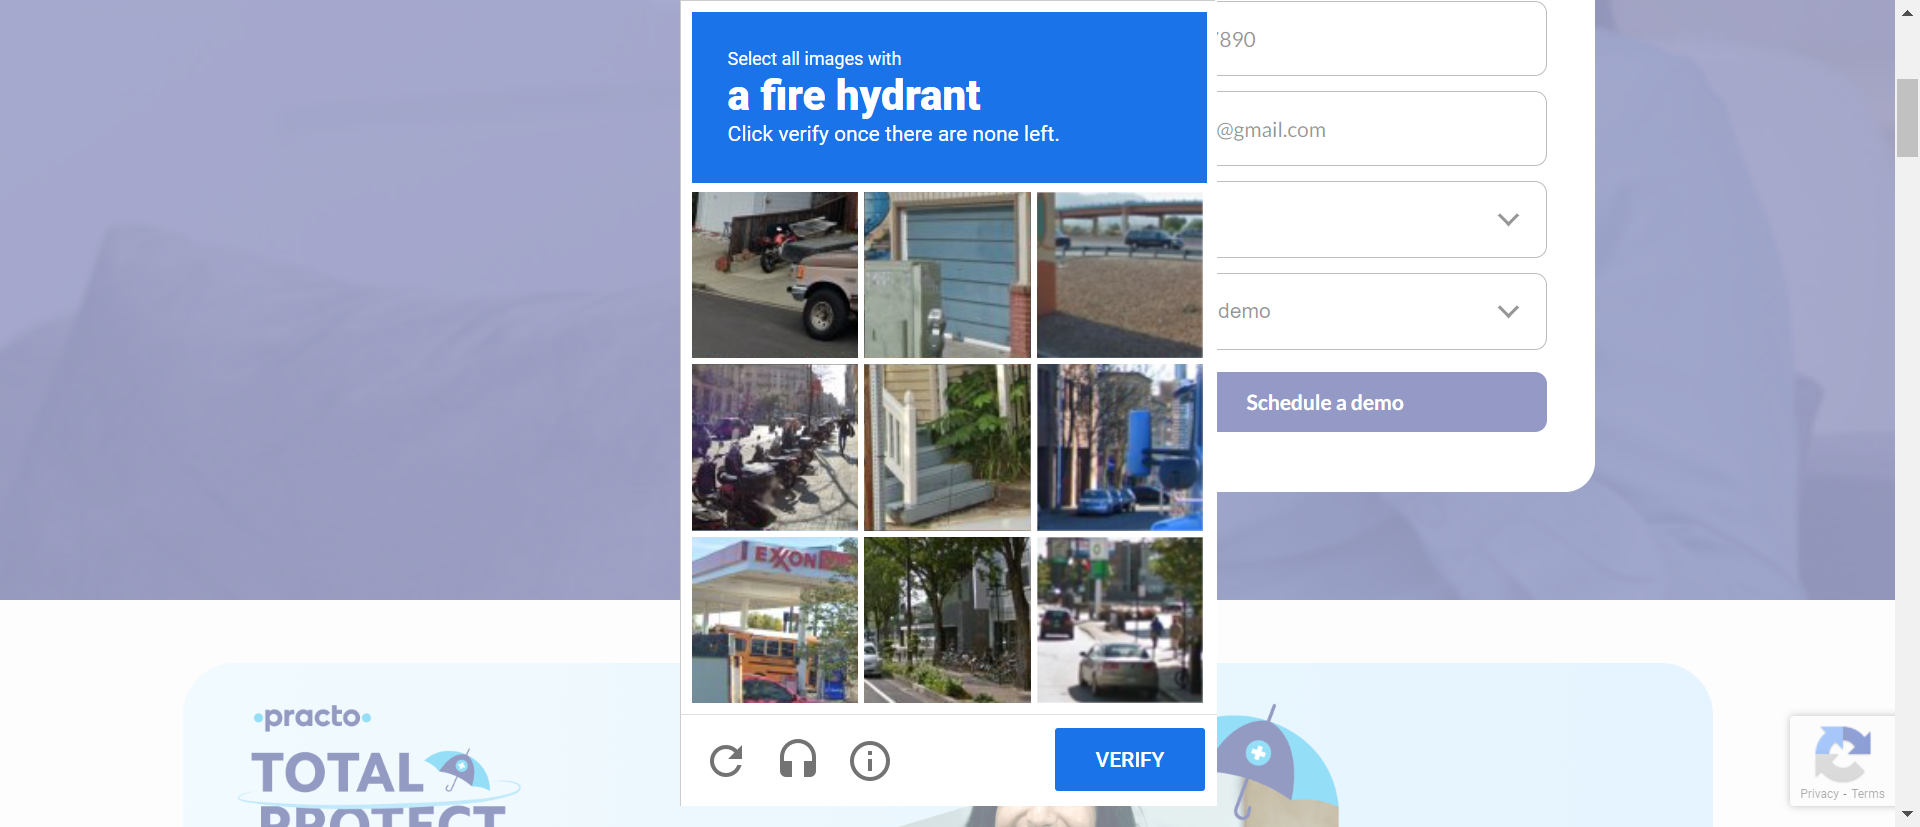 Select all images with
a fire hydrant
Click verify once there are none left.
7890
@gmail.com
demo
Schedule a demo
EXXON
VERIFY
•practo•
TOTAL
PROTECT
Privacy - Terms